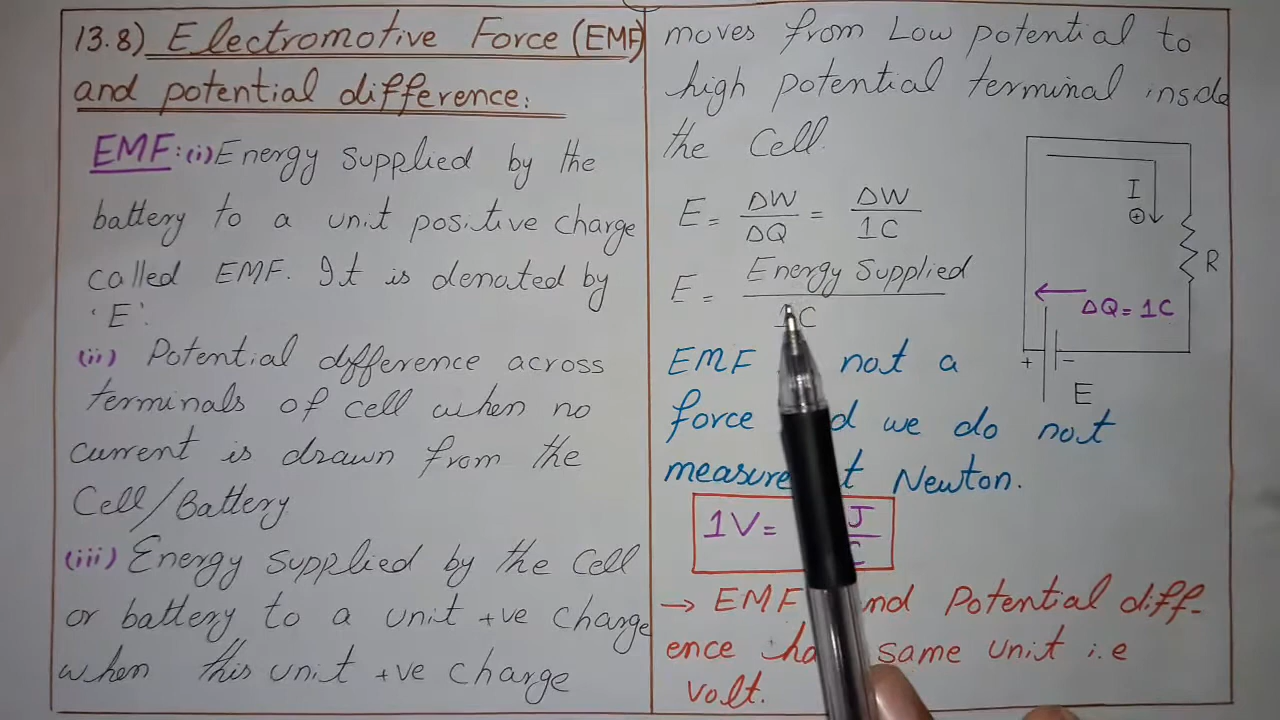 13.8) Electromotive Force (EMF)
and potential difference:
EMF: (i) Energy supplied by the
battery to a unit positive charge
called EMF. It is denoted by
'E'.
(ii) Potential difference across
terminals of cell when no
current is drawn from the
Cell/Battery
(iii) Energy supplied by the Cell
or battery to a unit +ve charge
when this unit +ve charge
moves from Low potential to
high potential terminal inside
the Cell.
E = ΔW/ΔQ = ΔW/1C
E = Energy Supplied/1C
I
⊕
R
ΔQ = 1C
+ -
E
EMF not a
force we do not
measure Newton.
1V = J/C
→ EMF and Potential diff-
ence same unit i.e
volt.